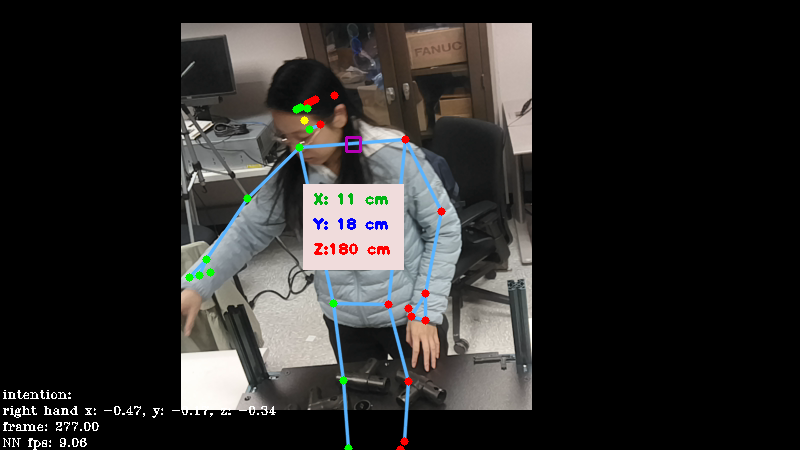 FANUC
X: 11 cm
Y: 18 cm
Z:180 cm
intention:
right hand x: -0.47, y: -0.17, z: -0.34
frame: 277.00
NN fps: 9.06